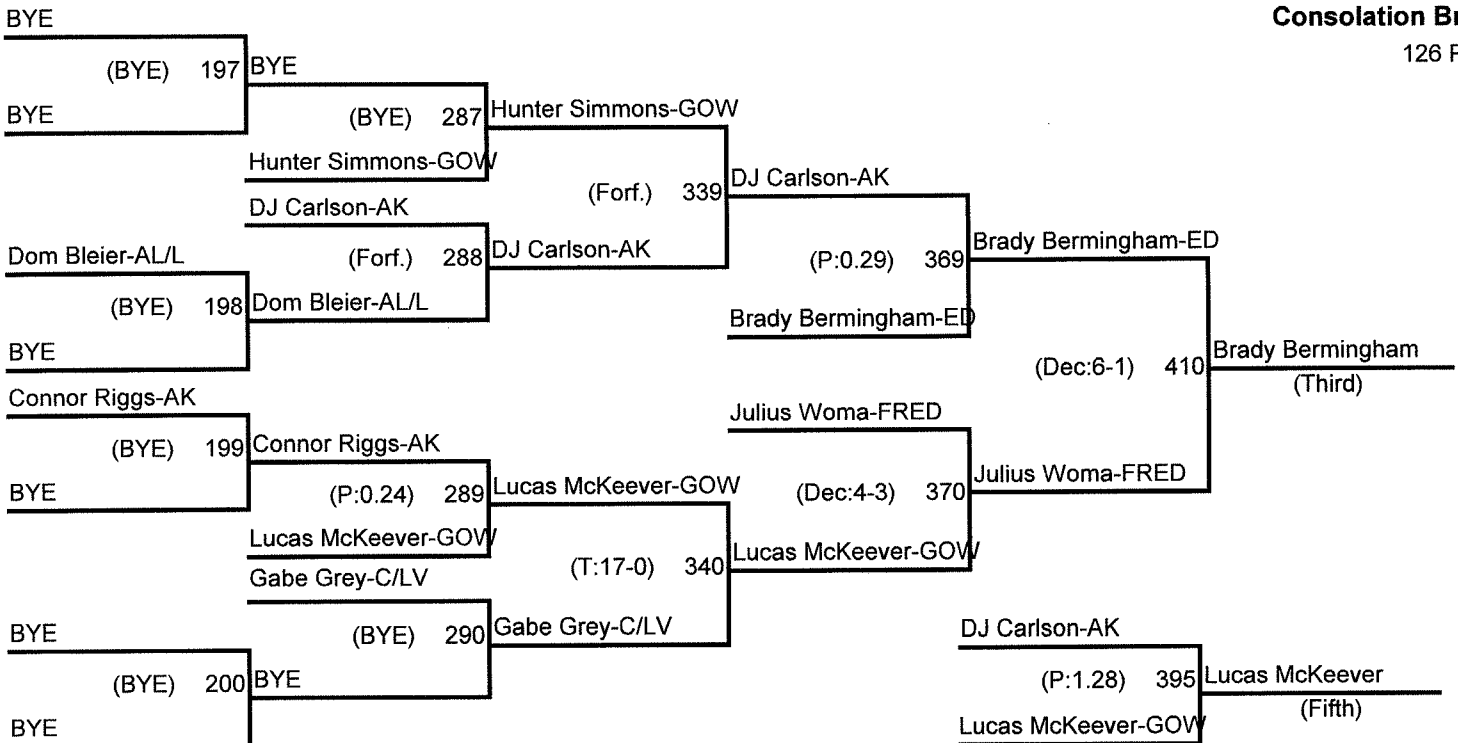 BYE
Consolation Br
126 P
(BYE) 197 BYE
BYE
(BYE) 287 Hunter Simmons-GOW
Hunter Simmons-GOW
(Forf.) 339 DJ Carlson-AK
DJ Carlson-AK
Dom Bleier-AL/L
(Forf.) 288 DJ Carlson-AK
(P:0.29) 369 Brady Bermingham-ED
(BYE) 198 Dom Bleier-AL/L
Brady Bermingham-ED
BYE
(Dec:6-1) 410 Brady Bermingham
(Third)
Connor Riggs-AK
Julius Woma-FRED
(BYE) 199 Connor Riggs-AK
BYE
(P:0.24) 289 Lucas McKeever-GOW
(Dec:4-3) 370 Julius Woma-FRED
Lucas McKeever-GOW
(T:17-0) 340 Lucas McKeever-GOW
Gabe Grey-C/LV
BYE
(BYE) 290 Gabe Grey-C/LV
DJ Carlson-AK
(BYE) 200 BYE
(P:1.28) 395 Lucas McKeever
(Fifth)
BYE
Lucas McKeever-GOW